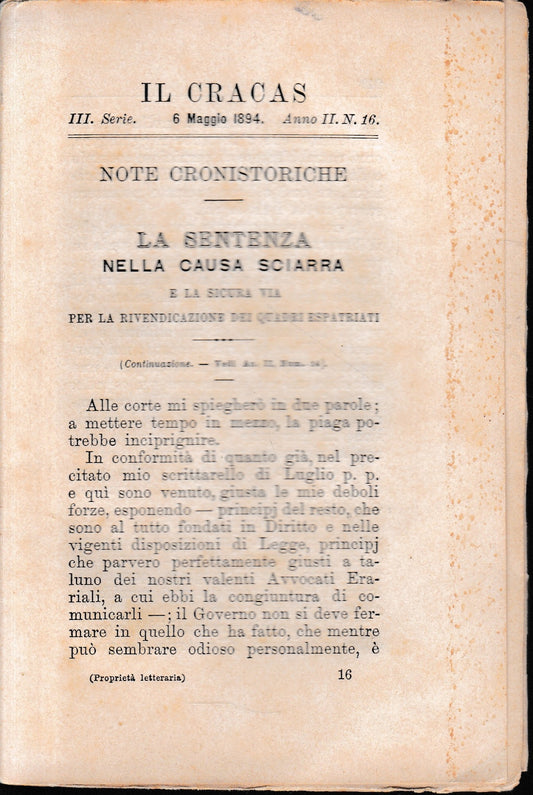 IL CRACAS
III. Serie. 6 Maggio 1894. Anno II. N. 16.
NOTE CRONISTORICHE
LA SENTENZA
NELLA CAUSA SCIARRA
E LA SICURA VIA
PER LA RIVENDICAZIONE DEI QUADRI ESPATRIATI
(Continuazione. — Vedi An. II, Num.
Alle corte mi spiegherò in due parole;
a mettere tempo in mezzo, la piaga po-
trebbe inciprignire.
In conformità di quanto già, nel pre-
citato mio scrittarello di Luglio p. p.
e quì sono venuto, giusta le mie deboli
forze, esponendo — principj del resto, che
sono al tutto fondati in Diritto e nelle
vigenti disposizioni di Legge, principj
che parvero perfettamente giusti a ta-
luno dei nostri valenti Avvocati Era-
riali, a cui ebbi la congiuntura di co-
municarli —; il Governo non si deve fer-
mare in quello che ha fatto, che mentre
può sembrare odioso personalmente, è
(Proprietà letteraria) 16